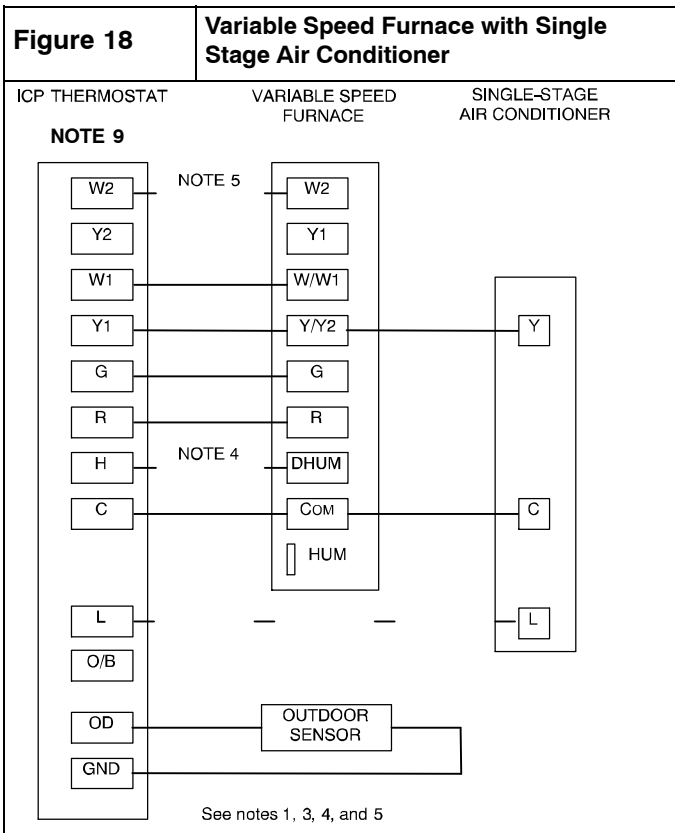 Figure 18
Variable Speed Furnace with Single
Stage Air Conditioner
ICP THERMOSTAT
VARIABLE SPEED
FURNACE
SINGLE-STAGE
AIR CONDITIONER
NOTE 9
W2 NOTE 5 W2
Y2 Y1
W1 W/W1
Y1 Y/Y2 Y
G G
R R
H NOTE 4 DHUM
C COM C
HUM
L L
O/B
OD OUTDOOR
SENSOR
GND
See notes 1, 3, 4, and 5